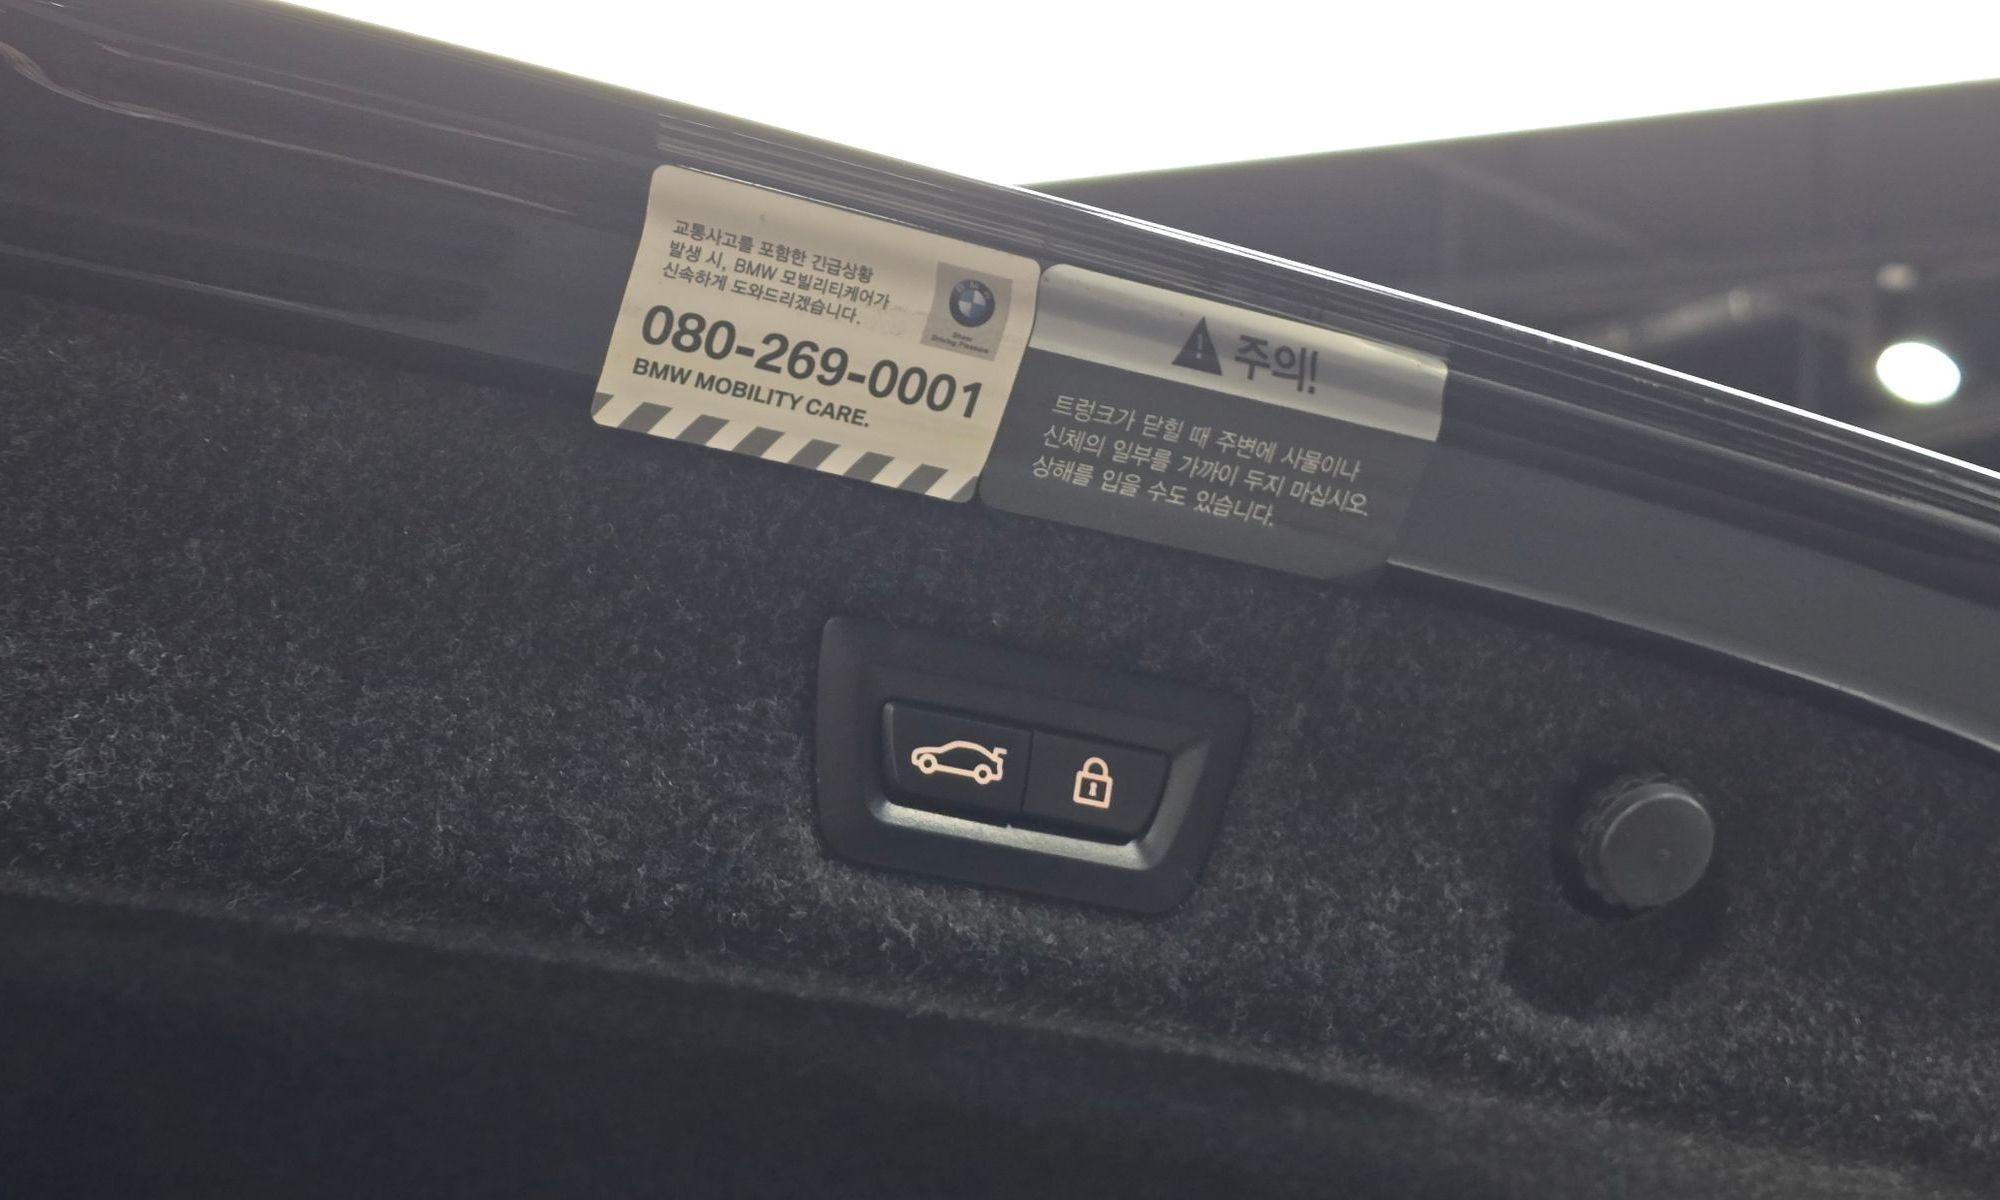 교통사고를 포함한 긴급상황
발생 시, BMW 모빌리티케어가
신속하게 도와드리겠습니다.
080-269-0001
BMW MOBILITY CARE.
BMW
Sheer
Driving Pleasure
주의!
트렁크가 닫힐 때 주변에 사물이나
신체의 일부를 가까이 두지 마십시오.
상해를 입을 수도 있습니다.